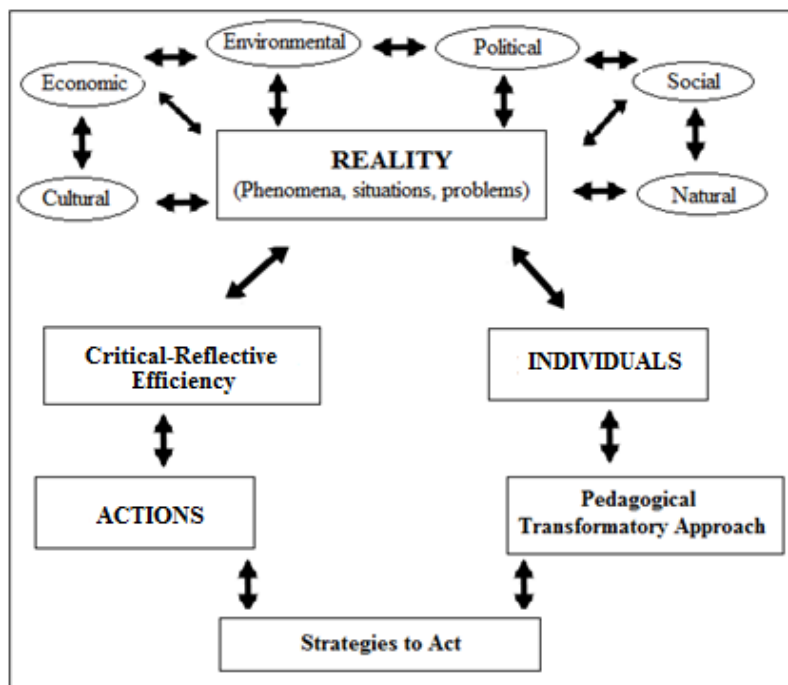 Environmental
Political
Economic
Social
REALITY
(Phenomena, situations, problems)
Cultural
Natural
Critical-Reflective
Efficiency
INDIVIDUALS
ACTIONS
Pedagogical
Transformatory Approach
Strategies to Act